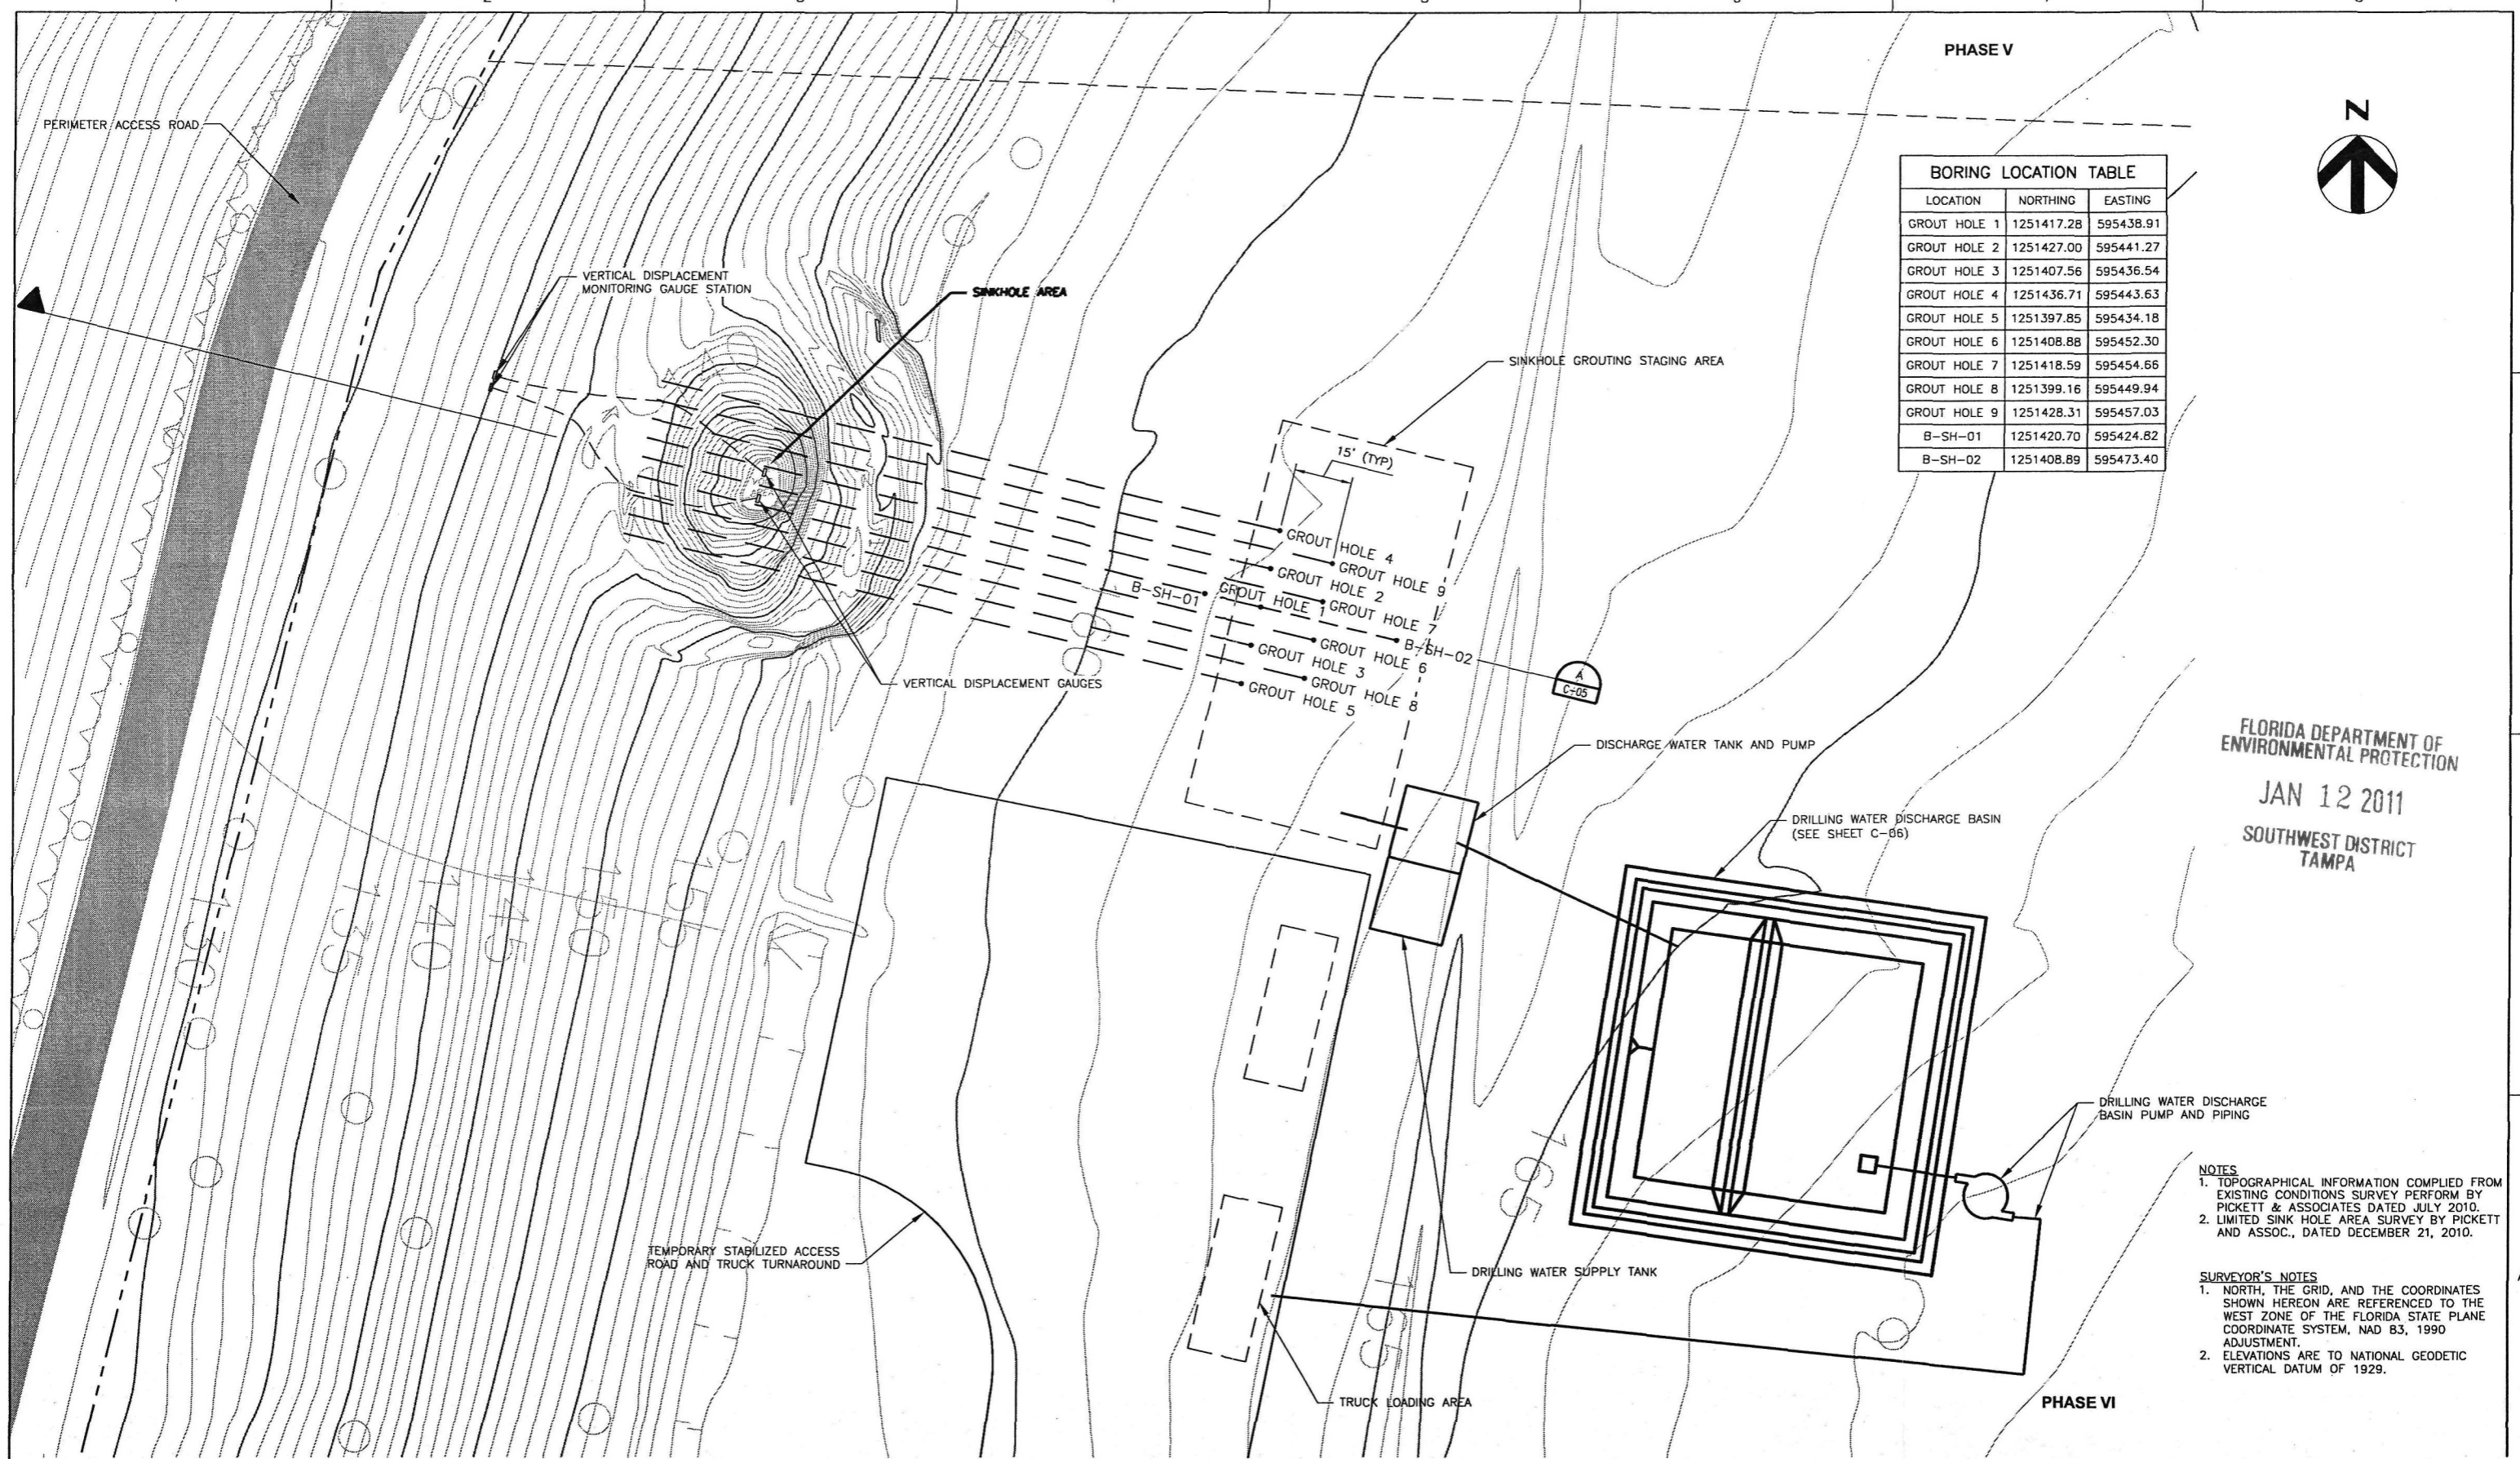 PHASE V
N
PERIMETER ACCESS ROAD
BORING LOCATION TABLE
LOCATION NORTHING EASTING
GROUT HOLE 1 1251417.28 595438.91
GROUT HOLE 2 1251427.00 595441.27
GROUT HOLE 3 1251407.56 595436.54
GROUT HOLE 4 1251436.71 595443.63
GROUT HOLE 5 1251397.85 595434.18
GROUT HOLE 6 1251408.88 595452.30
GROUT HOLE 7 1251418.59 595454.66
GROUT HOLE 8 1251399.16 595449.94
GROUT HOLE 9 1251428.31 595457.03
B-SH-01 1251420.70 595424.82
B-SH-02 1251408.89 595473.40
VERTICAL DISPLACEMENT
MONITORING GAUGE STATION
SINKHOLE AREA
SINKHOLE GROUTING STAGING AREA
15' (TYP)
GROUT HOLE 4
GROUT HOLE 9
GROUT HOLE 2
GROUT HOLE 7
B-SH-01
GROUT HOLE 1
B-SH-02
GROUT HOLE 6
GROUT HOLE 3
GROUT HOLE 8
GROUT HOLE 5
A
C-05
VERTICAL DISPLACEMENT GAUGES
DISCHARGE WATER TANK AND PUMP
FLORIDA DEPARTMENT OF
ENVIRONMENTAL PROTECTION
JAN 12 2011
SOUTHWEST DISTRICT
TAMPA
DRILLING WATER DISCHARGE BASIN
(SEE SHEET C-06)
130
135
140
145
150
155
165
155
DRILLING WATER DISCHARGE
BASIN PUMP AND PIPING
TEMPORARY STABILIZED ACCESS
ROAD AND TRUCK TURNAROUND
DRILLING WATER SUPPLY TANK
TRUCK LOADING AREA
NOTES
1. TOPOGRAPHICAL INFORMATION COMPLIED FROM
EXISTING CONDITIONS SURVEY PERFORM BY
PICKETT & ASSOCIATES DATED JULY 2010.
2. LIMITED SINK HOLE AREA SURVEY BY PICKETT
AND ASSOC., DATED DECEMBER 21, 2010.
SURVEYOR'S NOTES
1. NORTH, THE GRID, AND THE COORDINATES
SHOWN HEREON ARE REFERENCED TO THE
WEST ZONE OF THE FLORIDA STATE PLANE
COORDINATE SYSTEM, NAD 83, 1990
ADJUSTMENT.
2. ELEVATIONS ARE TO NATIONAL GEODETIC
VERTICAL DATUM OF 1929.
PHASE VI